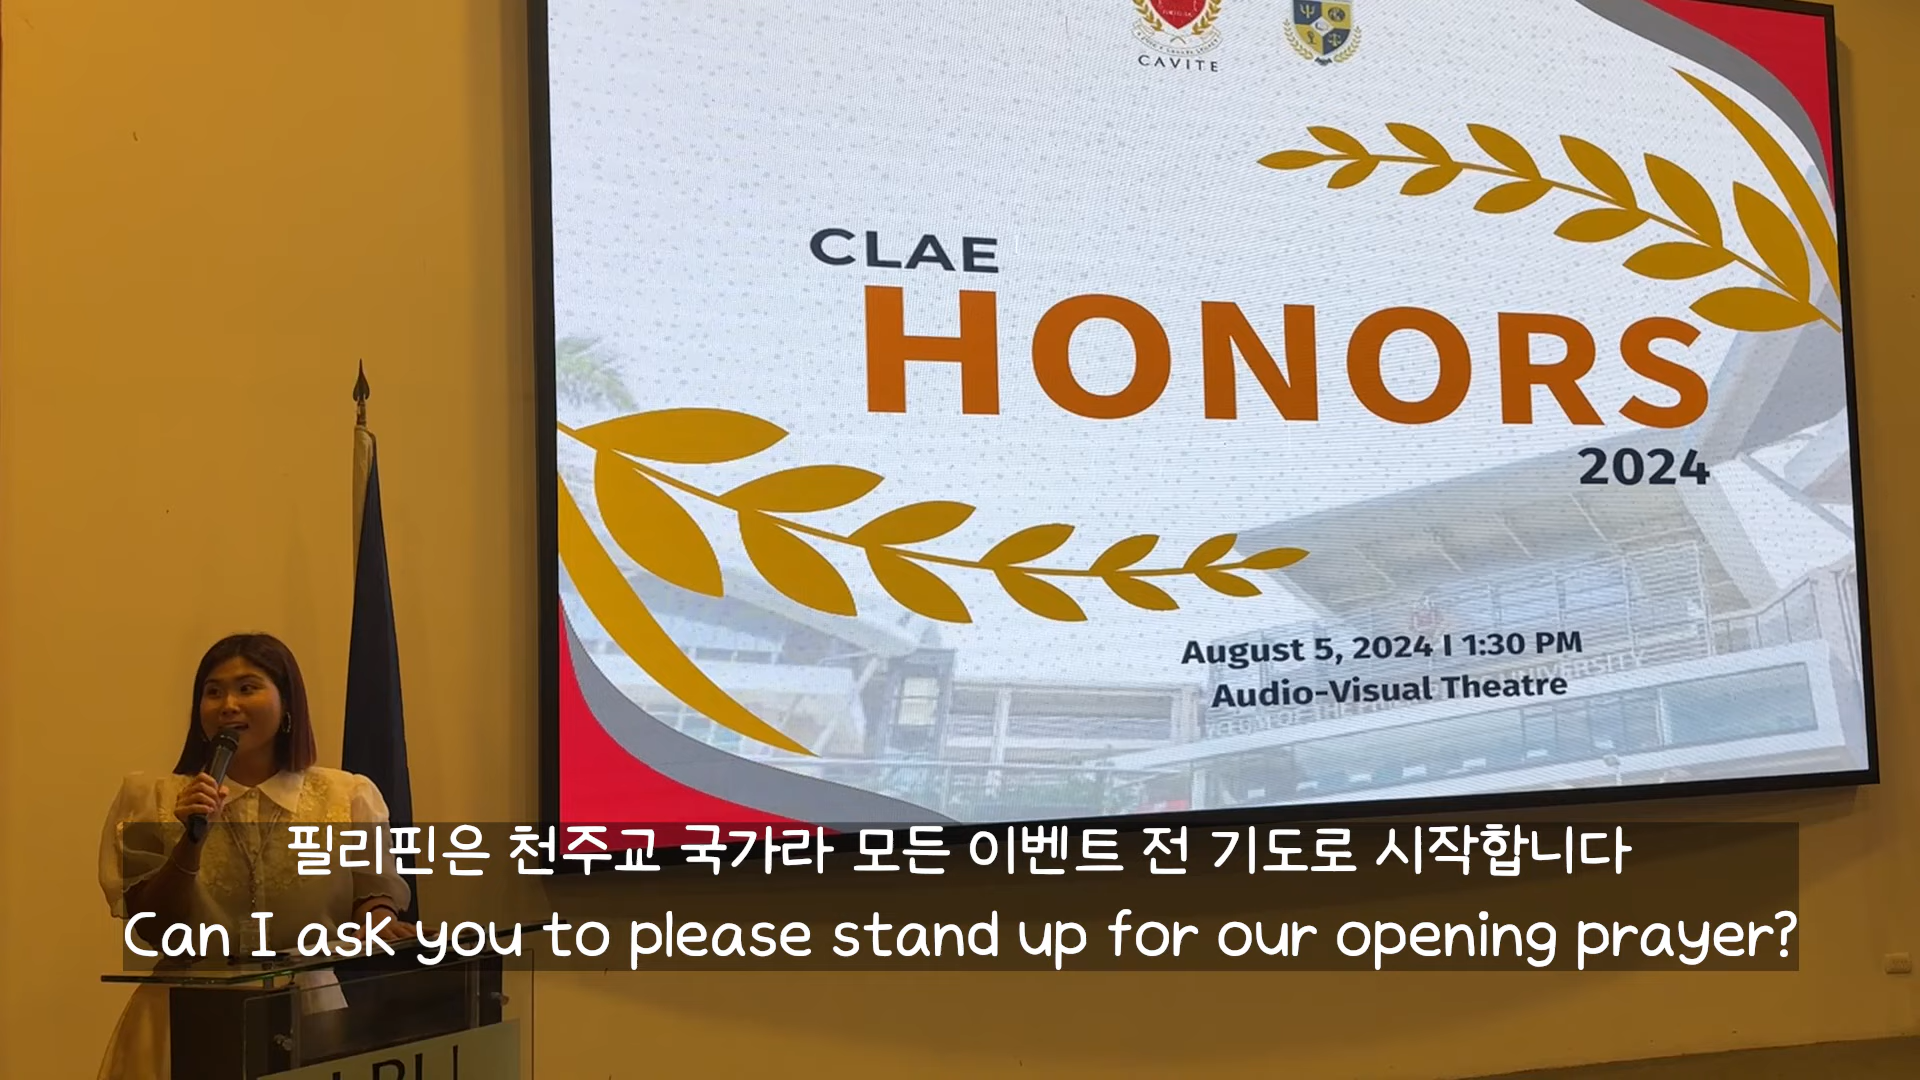 CAVITE
CLAE
HONORS
2024
August 5, 2024 | 1:30 PM
Audio-Visual Theatre
필리핀은 천주교 국가라 모든 이벤트 전 기도로 시작합니다
Can I ask you to please stand up for our opening prayer?